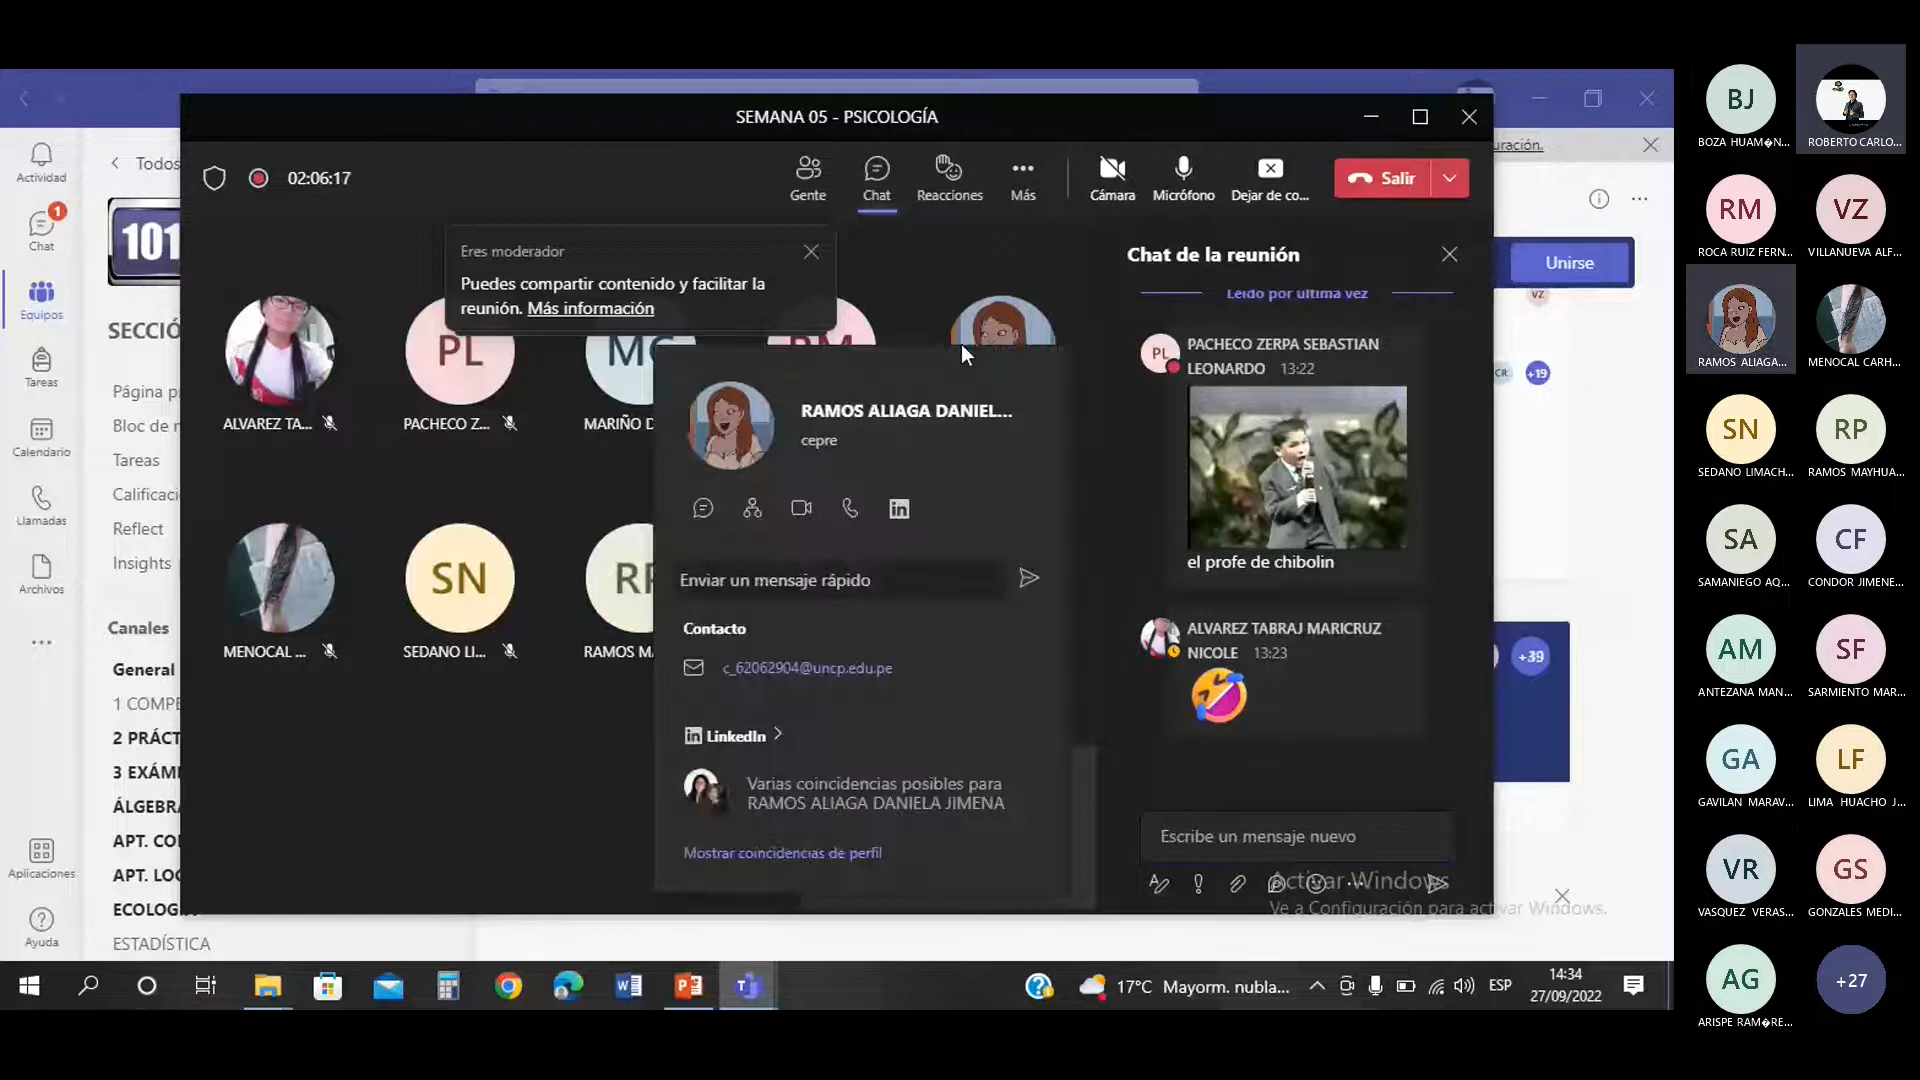 SEMANA 05 - PSICOLOGÍA
02:06:17
Gente
Chat
Reacciones
Más
Cámara
Micrófono
Dejar de co...
Salir
uración.
Actividad
Chat
1
Equipos
Tareas
Calendario
Llamadas
Archivos
Aplicaciones
Ayuda
Todos
101
SECCIÓ
Bloc de n
Tareas
Calificaci
Reflect
Insights
Canales
General
1 COMPE
2 PRÁCT
3 EXÁM
ÁLGEBRA
APT. LOG
ECOLOGÍA
ESTADÍSTICA
Eres moderador
Puedes compartir contenido y facilitar la
reunión. Más información
ALVAREZ TA...
PL
PACHECO Z...
MARIÑO D
MENOCAL ...
SN
SEDANO LI...
RAMOS M
RAMOS ALIAGA DANIEL...
cepre
Enviar un mensaje rápido
Contacto
c_62062904@uncp.edu.pe
LinkedIn
Varias coincidencias posibles para
RAMOS ALIAGA DANIELA JIMENA
Mostrar coincidencias de perfil
Chat de la reunión
Leído por última vez
PL
PACHECO ZERPA SEBASTIAN
LEONARDO 13:22
el profe de chibolin
ALVAREZ TABRAJ MARICRUZ
NICOLE 13:23
Escribe un mensaje nuevo
Activar Windows
Ve a Configuración para activar Windows.
Unirse
VZ
CR
+19
+39
17°C Mayorm. nubla...
ESP
14:34
27/09/2022
BJ
BOZA HUAM�N...
ROBERTO CARLO...
RM
ROCA RUIZ FERN...
VZ
VILLANUEVA ALF...
RAMOS ALIAGA...
MENOCAL CARH...
SN
SEDANO LIMACH...
RP
RAMOS MAYHUA...
SA
SAMANIEGO AQ...
CF
CONDOR JIMENE...
AM
ANTEZANA MAN...
SF
SARMIENTO MAR...
GA
GAVILAN MARAV...
LF
LIMA HUACHO J...
VR
VASQUEZ VERAS...
GS
GONZALES MEDI...
AG
ARISPE RAM�RE...
+27